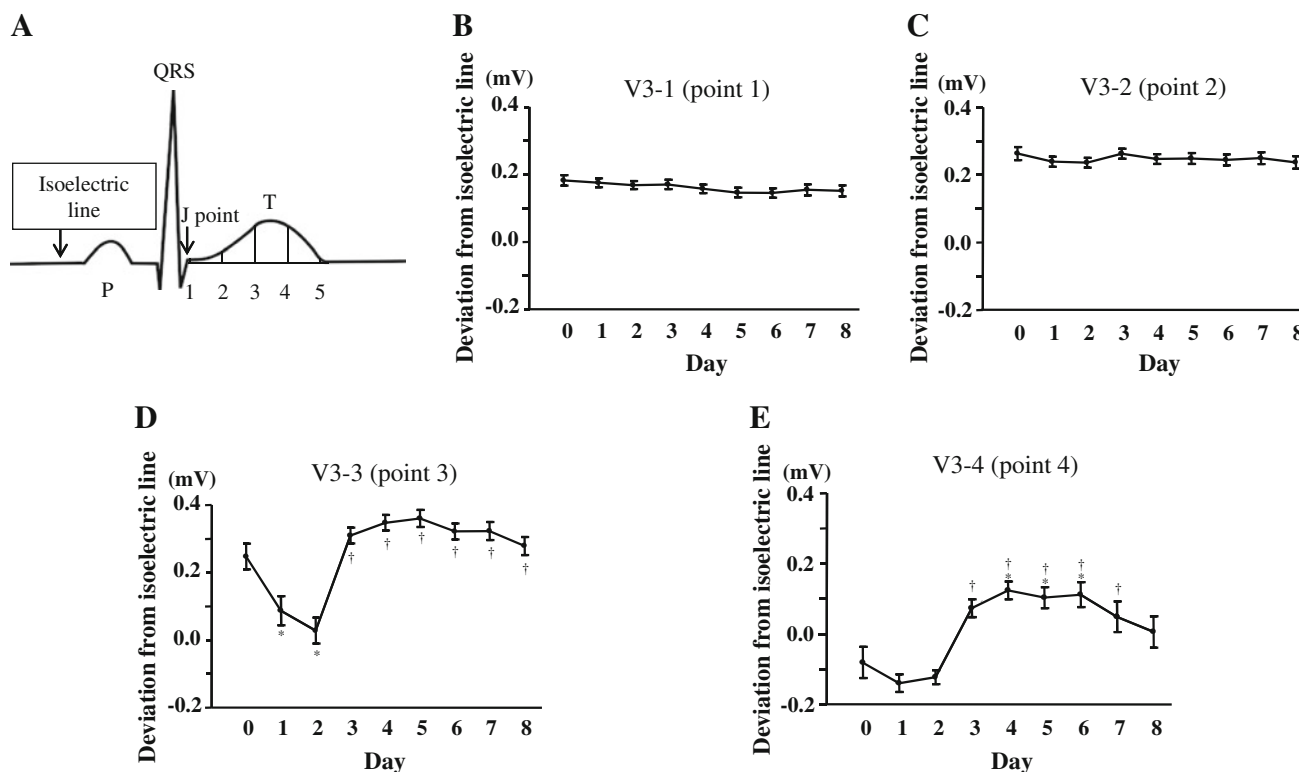 A
QRS
Isoelectric
line
J point
T
P
1 2 3 4 5
B
(mV)
V3-1 (point 1)
Deviation from isoelectric line
0.4
0.2
0.0
-0.2
0 1 2 3 4 5 6 7 8
Day
C
(mV)
V3-2 (point 2)
Deviation from isoelectric line
0.4
0.2
0.0
-0.2
0 1 2 3 4 5 6 7 8
Day
D
(mV)
V3-3 (point 3)
Deviation from isoelectric line
0.4
0.2
0.0
-0.2
* * † † † † † †
0 1 2 3 4 5 6 7 8
Day
E
(mV)
V3-4 (point 4)
Deviation from isoelectric line
0.4
0.2
0.0
-0.2
† † † † †
* * *
0 1 2 3 4 5 6 7 8
Day